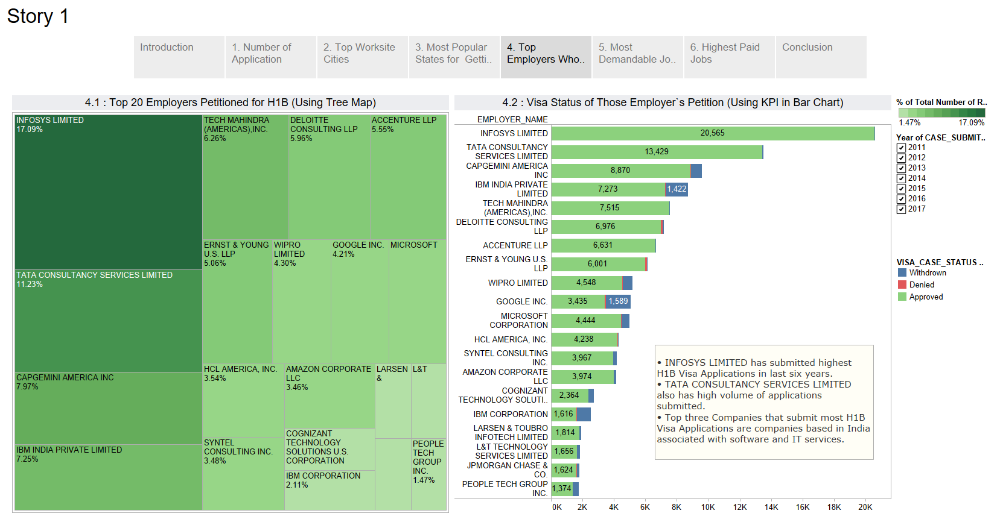 Story 1
Introduction
1. Number of
Application
2. Top Worksite
Cities
3. Most Popular
States for  Getti..
4. Top
Employers Who..
5. Most
Demandable Jo..
6. Highest Paid
Jobs
Conclusion
4.1 : Top 20 Employers Petitioned for H1B (Using Tree Map)
INFOSYS LIMITED
17.09%
TATA CONSULTANCY SERVICES LIMITED
11.23%
CAPGEMINI AMERICA INC
7.97%
IBM INDIA PRIVATE LIMITED
7.25%
TECH MAHINDRA
(AMERICAS),INC.
6.26%
DELOITTE
CONSULTING LLP
5.96%
ACCENTURE LLP
5.55%
ERNST & YOUNG
U.S. LLP
5.06%
WIPRO
LIMITED
4.30%
GOOGLE INC.
4.21%
MICROSOFT
HCL AMERICA, INC.
3.54%
SYNTEL
CONSULTING INC.
3.48%
AMAZON CORPORATE
LLC
3.46%
COGNIZANT
TECHNOLOGY
SOLUTIONS U.S.
CORPORATION
IBM CORPORATION
2.11%
LARSEN
&
L&T
PEOPLE
TECH
GROUP
INC.
1.47%
4.2 : Visa Status of Those Employer`s Petition (Using KPI in Bar Chart)
EMPLOYER_NAME
INFOSYS LIMITED
20,565
TATA CONSULTANCY
SERVICES LIMITED
13,429
CAPGEMINI AMERICA
INC
8,870
IBM INDIA PRIVATE
LIMITED
7,273
1,422
TECH MAHINDRA
(AMERICAS),INC.
7,515
DELOITTE CONSULTING
LLP
6,976
ACCENTURE LLP
6,631
ERNST & YOUNG U.S.
LLP
6,001
WIPRO LIMITED
4,548
GOOGLE INC.
3,435
1,589
MICROSOFT
CORPORATION
4,444
HCL AMERICA, INC.
4,238
SYNTEL CONSULTING
INC.
3,967
AMAZON CORPORATE
LLC
3,974
COGNIZANT
TECHNOLOGY SOLUTI..
2,364
IBM CORPORATION
1,616
LARSEN & TOUBRO
INFOTECH LIMITED
1,814
L&T TECHNOLOGY
SERVICES LIMITED
1,656
JPMORGAN CHASE &
CO.
1,624
PEOPLE TECH GROUP
INC.
1,374
0K 2K 4K 6K 8K 10K 12K 14K 16K 18K 20K
• INFOSYS LIMITED has submitted highest
H1B Visa Applications in last six years.
• TATA CONSULTANCY SERVICES LIMITED
also has high volume of applications
submitted.
• Top three Companies that submit most H1B
Visa Applications are companies based in India
associated with software and IT services.
% of Total Number of R..
1.47% 17.09%
Year of CASE_SUBMIT..
2011
2012
2013
2014
2015
2016
2017
VISA_CASE_STATUS ..
Withdrown
Denied
Approved